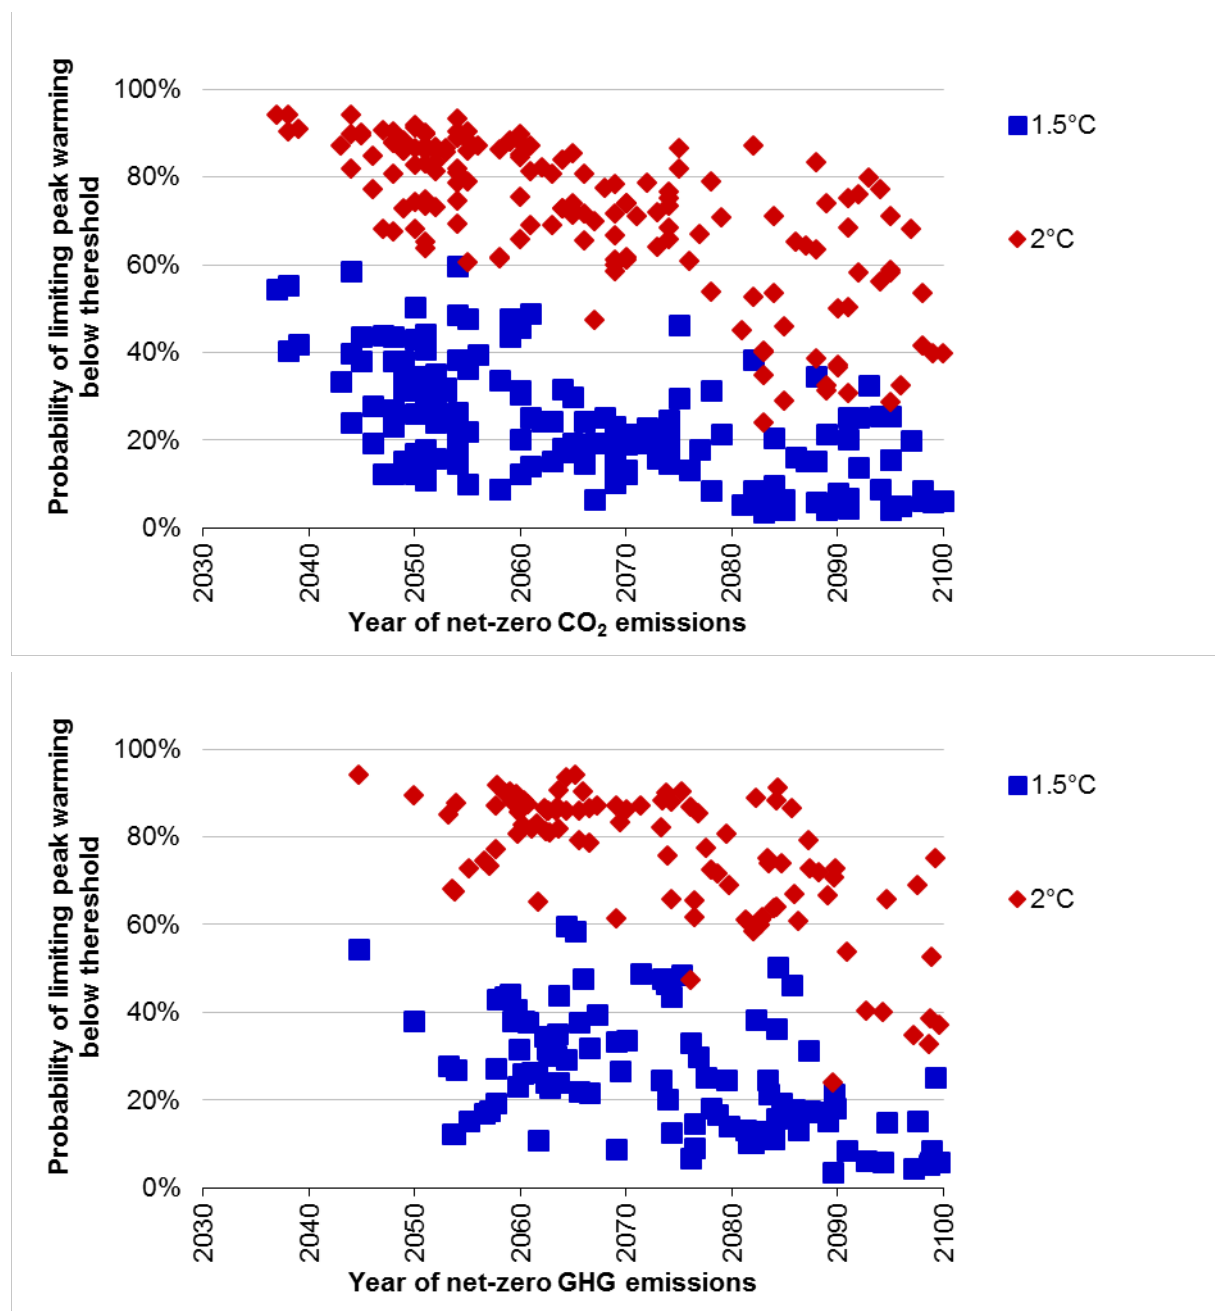 Probability of limiting peak warming
below thereshold
100%
80%
60%
40%
20%
0%
2030
2040
2050
2060
2070
2080
2090
2100
Year of net-zero CO₂ emissions
1.5°C
2°C
Probability of limiting peak warming
below thereshold
100%
80%
60%
40%
20%
0%
2030
2040
2050
2060
2070
2080
2090
2100
Year of net-zero GHG emissions
1.5°C
2°C